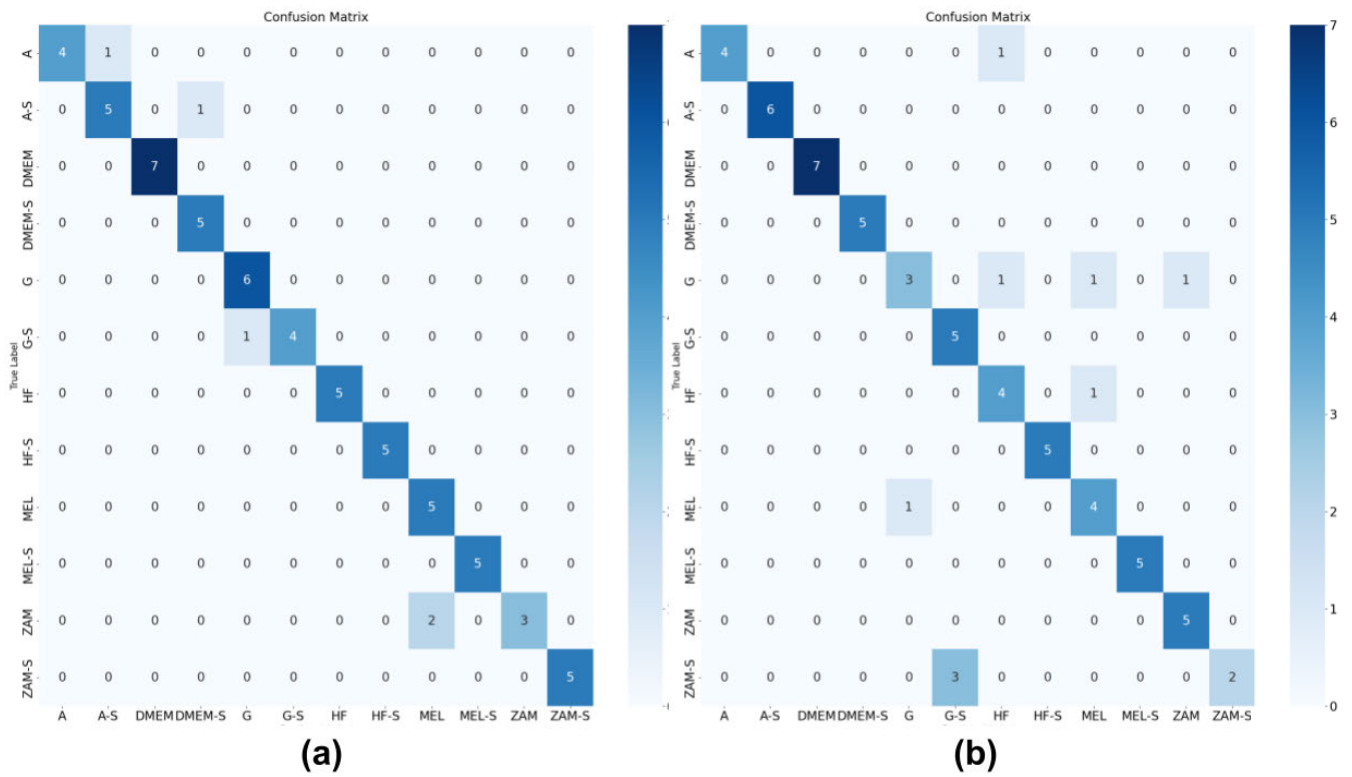 Confusion Matrix
A 4 1 0 0 0 0 0 0 0 0 0 0
A-S 0 5 0 1 0 0 0 0 0 0 0 0
DMEM 0 0 7 0 0 0 0 0 0 0 0 0
DMEM-S 0 0 0 5 0 0 0 0 0 0 0 0
G 0 0 0 0 6 0 0 0 0 0 0 0
G-S 0 0 0 0 1 4 0 0 0 0 0 0
True Label
HF 0 0 0 0 0 0 5 0 0 0 0 0
HF-S 0 0 0 0 0 0 0 5 0 0 0 0
MEL 0 0 0 0 0 0 0 0 5 0 0 0
MEL-S 0 0 0 0 0 0 0 0 0 5 0 0
ZAM 0 0 0 0 0 0 0 0 2 0 3 0
ZAM-S 0 0 0 0 0 0 0 0 0 0 0 5
A A-S DMEM DMEM-S G G-S HF HF-S MEL MEL-S ZAM ZAM-S
(a)
Confusion Matrix
A 4 0 0 0 0 0 1 0 0 0 0 0
A-S 0 6 0 0 0 0 0 0 0 0 0 0
DMEM 0 0 7 0 0 0 0 0 0 0 0 0
DMEM-S 0 0 0 5 0 0 0 0 0 0 0 0
G 0 0 0 0 3 0 1 0 1 0 1 0
G-S 0 0 0 0 0 5 0 0 0 0 0 0
True Label
HF 0 0 0 0 0 0 4 0 1 0 0 0
HF-S 0 0 0 0 0 0 0 5 0 0 0 0
MEL 0 0 0 0 1 0 0 0 4 0 0 0
MEL-S 0 0 0 0 0 0 0 0 0 5 0 0
ZAM 0 0 0 0 0 0 0 0 0 0 5 0
ZAM-S 0 0 0 0 0 3 0 0 0 0 0 2
A A-S DMEM DMEM-S G G-S HF HF-S MEL MEL-S ZAM ZAM-S
7
6
5
4
3
2
1
0
(b)